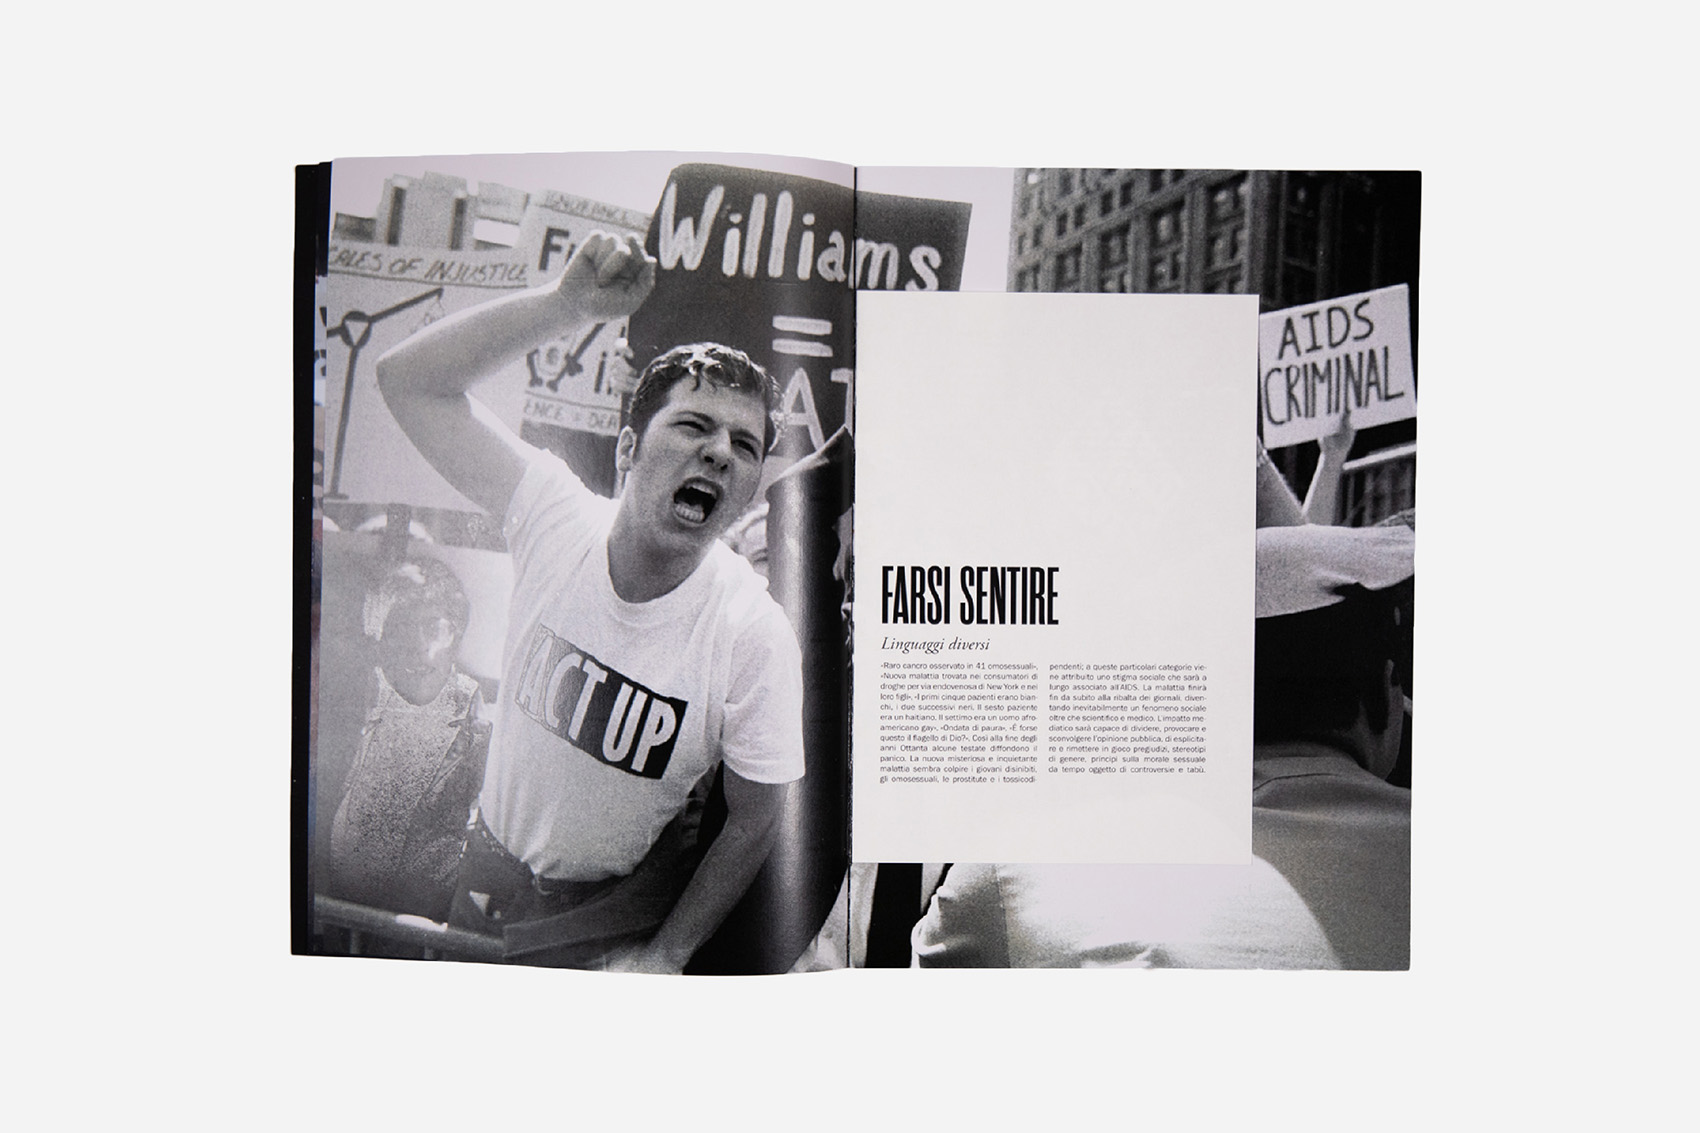 Williams
=
IGNORANCE
SCALES OF INJUSTICE
AIDS
CRIMINAL
ACT UP
FARSI SENTIRE
Linguaggi diversi
«Raro cancro osservato in 41 omosessuali»,
«Nuova malattia trovata nei consumatori di
droghe per via endovenosa di New York e nei
loro figli». «I primi cinque pazienti erano bian-
chi, i due successivi neri. Il sesto paziente
era un haitiano. Il settimo era un uomo afro-
americano gay», «Ondata di paura», «È forse
questo il flagello di Dio?». Così alla fine degli
anni Ottanta alcune testate diffondono il
panico. La nuova misteriosa e inquietante
malattia sembra colpire i giovani disinibiti,
gli omosessuali, le prostitute e i tossicodi-
pendenti; a queste particolari categorie vie-
ne attribuito uno stigma sociale che sarà a
lungo associato all'AIDS. La malattia finirà
fin da subito alla ribalta dei giornali, diven-
tando inevitabilmente un fenomeno sociale
oltre che scientifico e medico. L'impatto me-
diatico sarà capace di dividere, provocare e
sconvolgere l'opinione pubblica, di esplicita-
re e rimettere in gioco pregiudizi, stereotipi
di genere, principi sulla morale sessuale
da tempo oggetto di controversie e tabù.